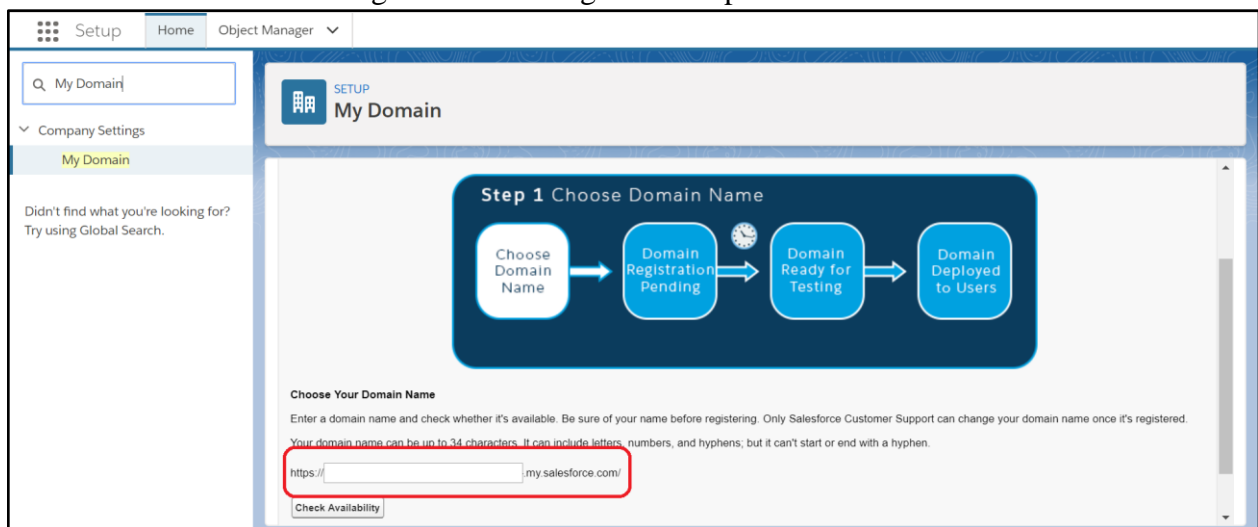 Setup
Home
Object Manager
My Domain
Company Settings
My Domain
Didn't find what you're looking for?
Try using Global Search.
SETUP
My Domain
Step 1 Choose Domain Name
Choose
Domain
Name
Domain
Registration
Pending
Domain
Ready for
Testing
Domain
Deployed
to Users
Choose Your Domain Name
Enter a domain name and check whether it's available. Be sure of your name before registering. Only Salesforce Customer Support can change your domain name once it's registered.
Your domain name can be up to 34 characters. It can include letters, numbers, and hyphens; but it can't start or end with a hyphen.
https:// .my.salesforce.com/
Check Availability